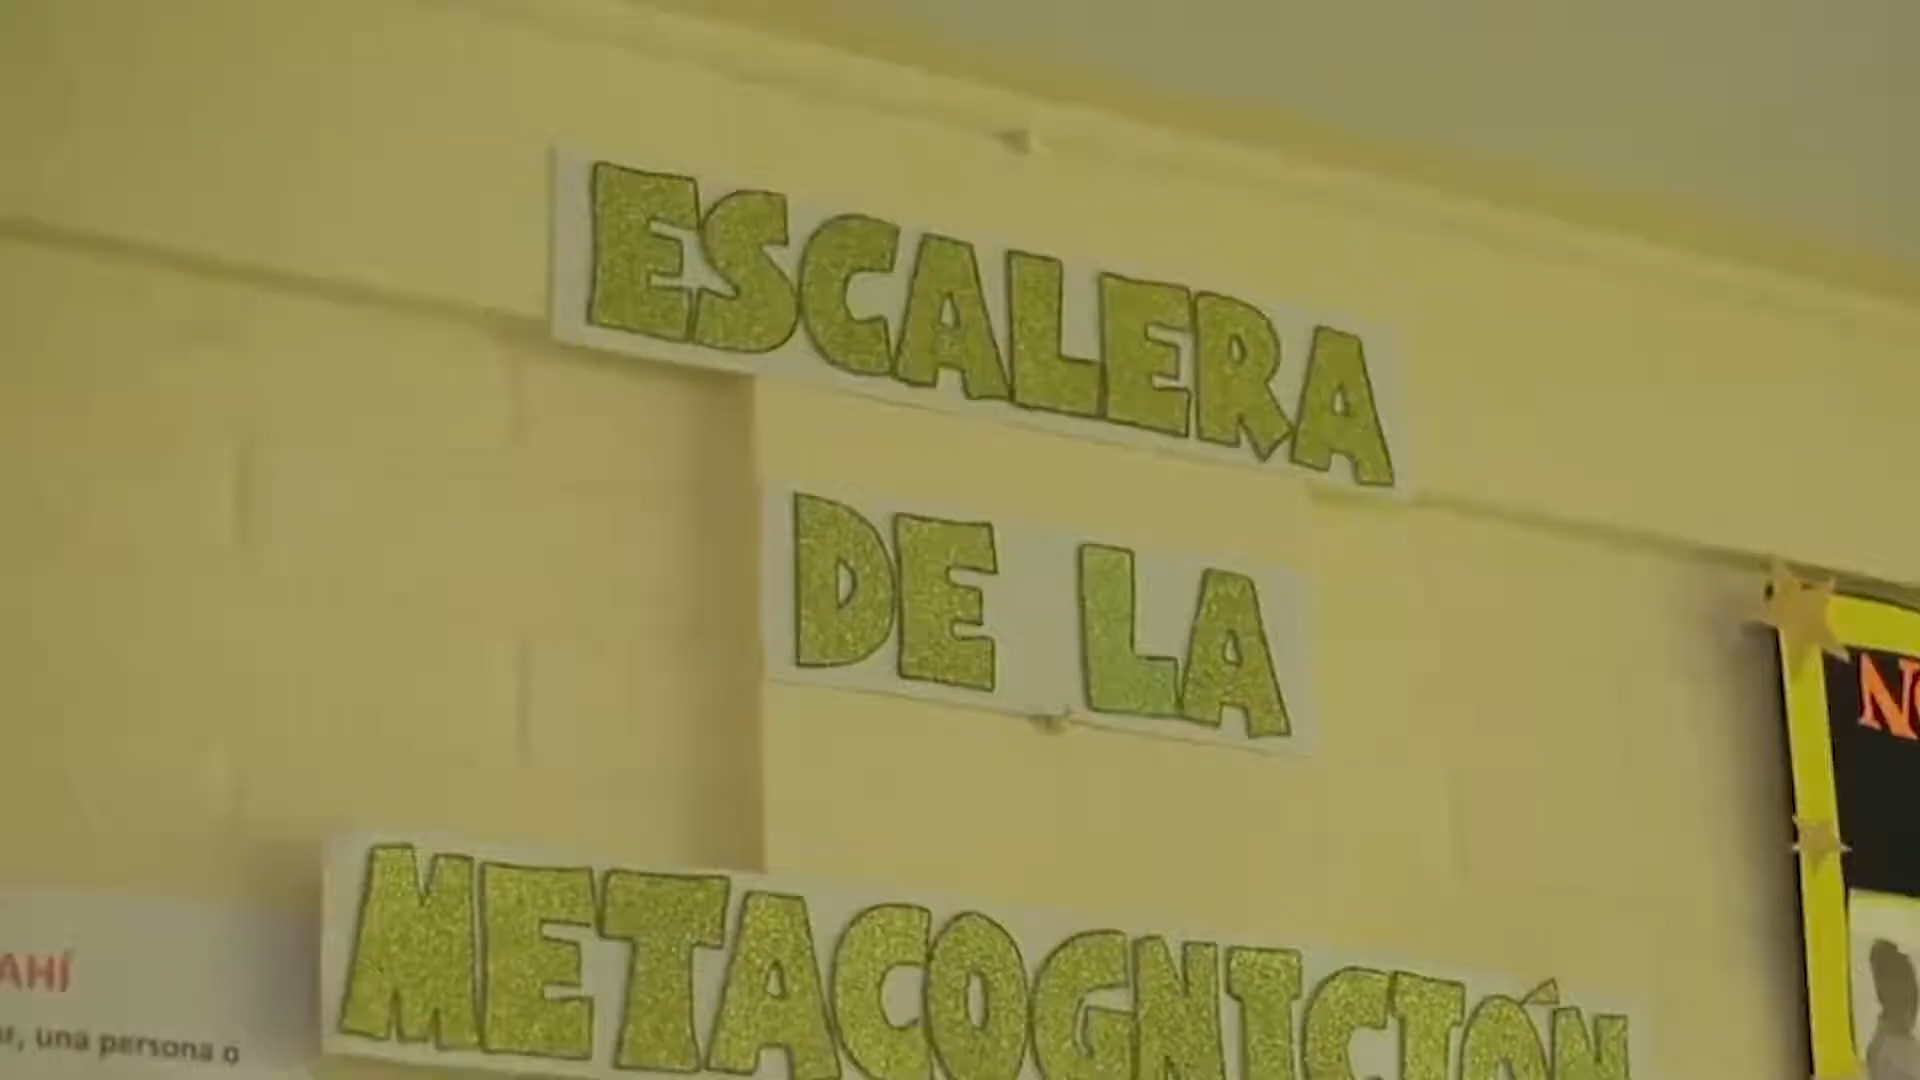 ESCALERA
DE LA
METACOGNICIÓN
AHÍ
una persona o